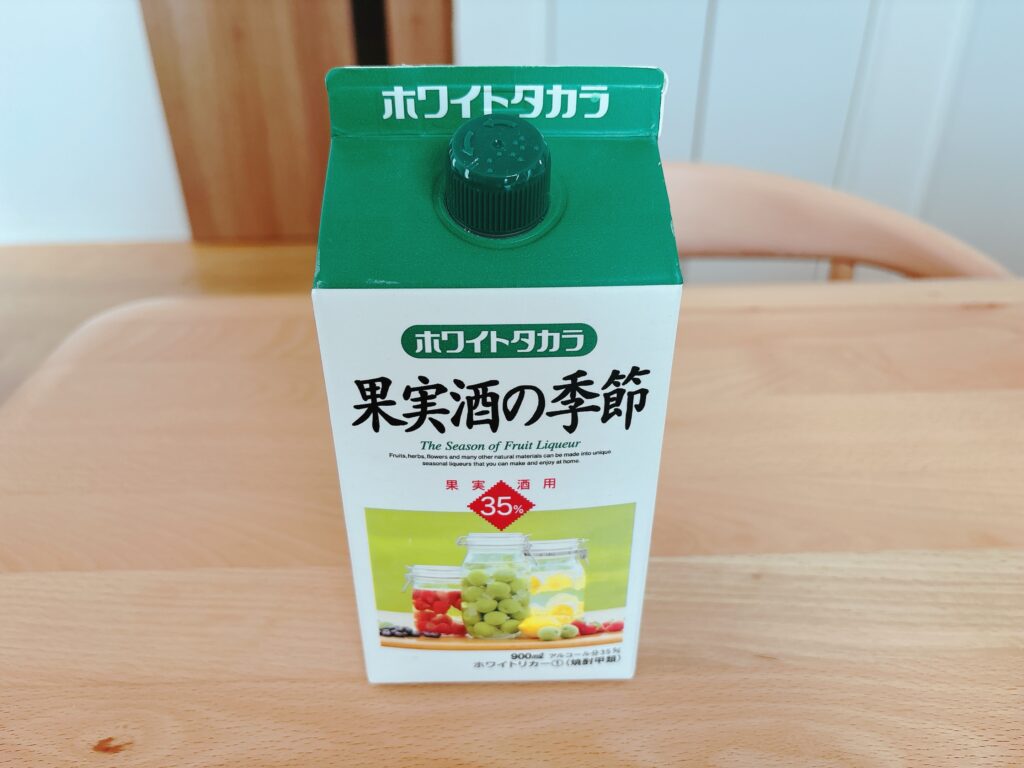 ホワイトタカラ
ホワイトタカラ
果実酒の季節
The Season of Fruit Liqueur
Fruits, herbs, flowers and many other natural materials can be made into unique
seasonal liqueurs that you can make and enjoy at home.
果実酒用
35%
900ml アルコール分35%
ホワイトリカー①(焼酎甲類)